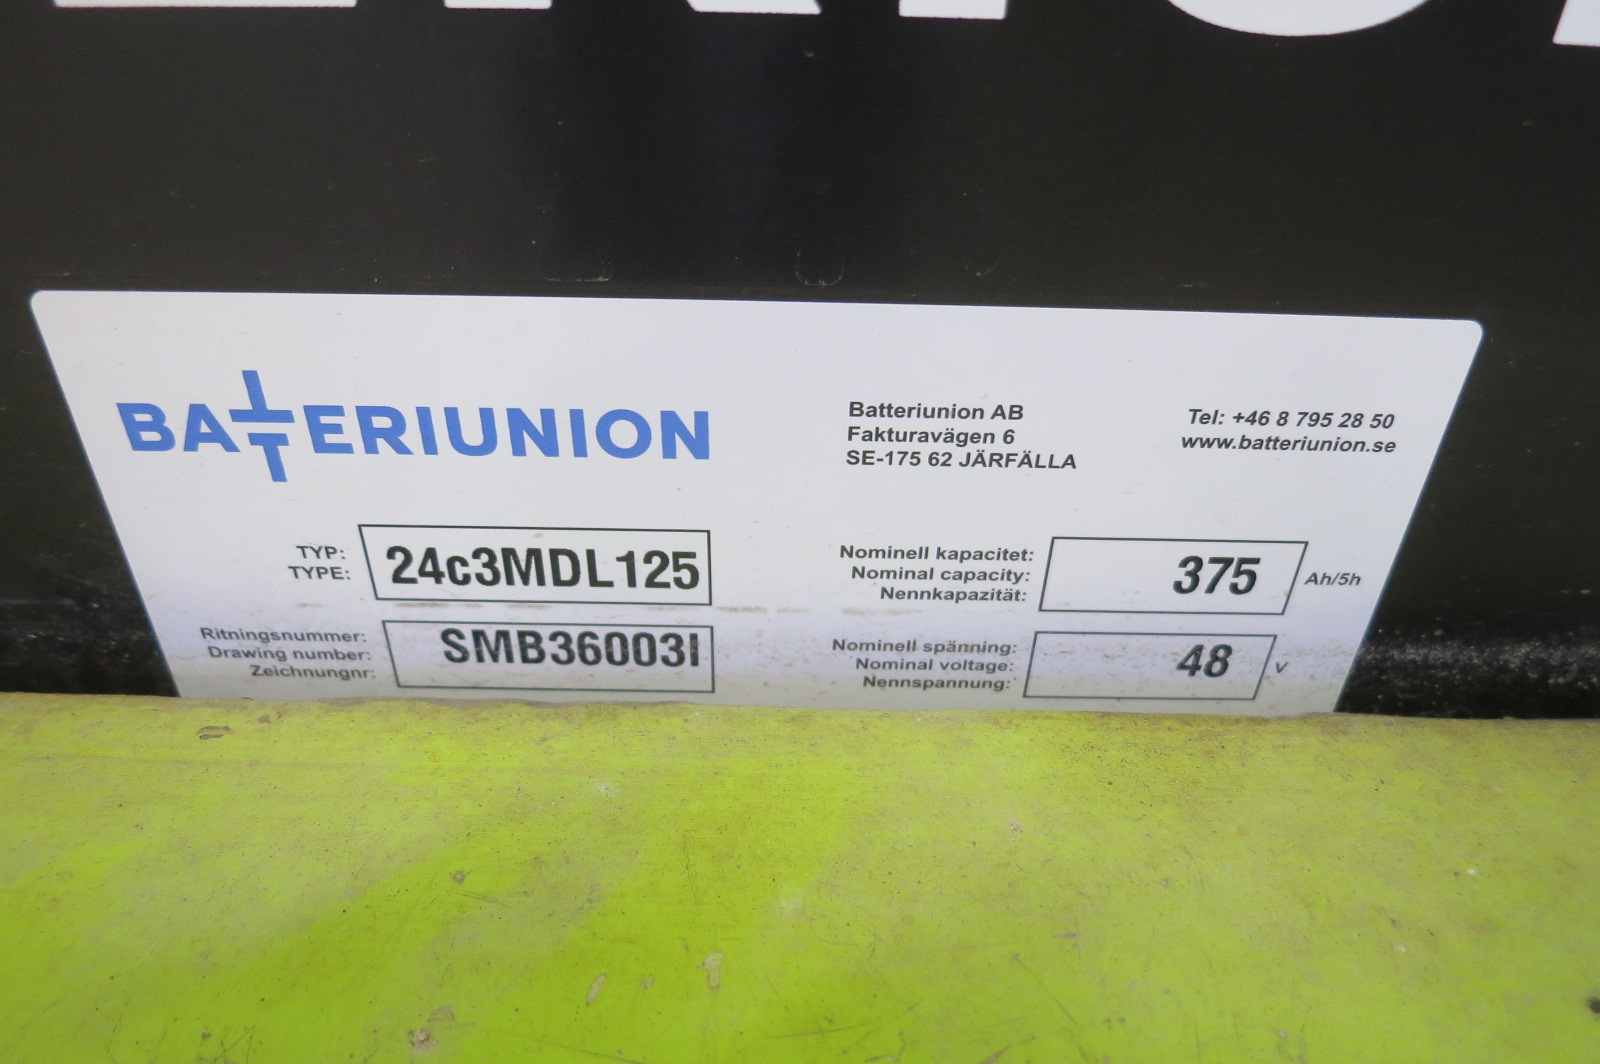 BATTERIUNION
Batteriunion AB
Fakturavägen 6
SE-175 62 JÄRFÄLLA
Tel: +46 8 795 28 50
www.batteriunion.se
TYP:
TYPE:
24c3MDL125
Nominell kapacitet:
Nominal capacity:
Nennkapazität:
375
Ah/5h
Ritningsnummer:
Drawing number:
Zeichnungnr:
SMB36003I
Nominell spänning:
Nominal voltage:
Nennspannung:
48
V